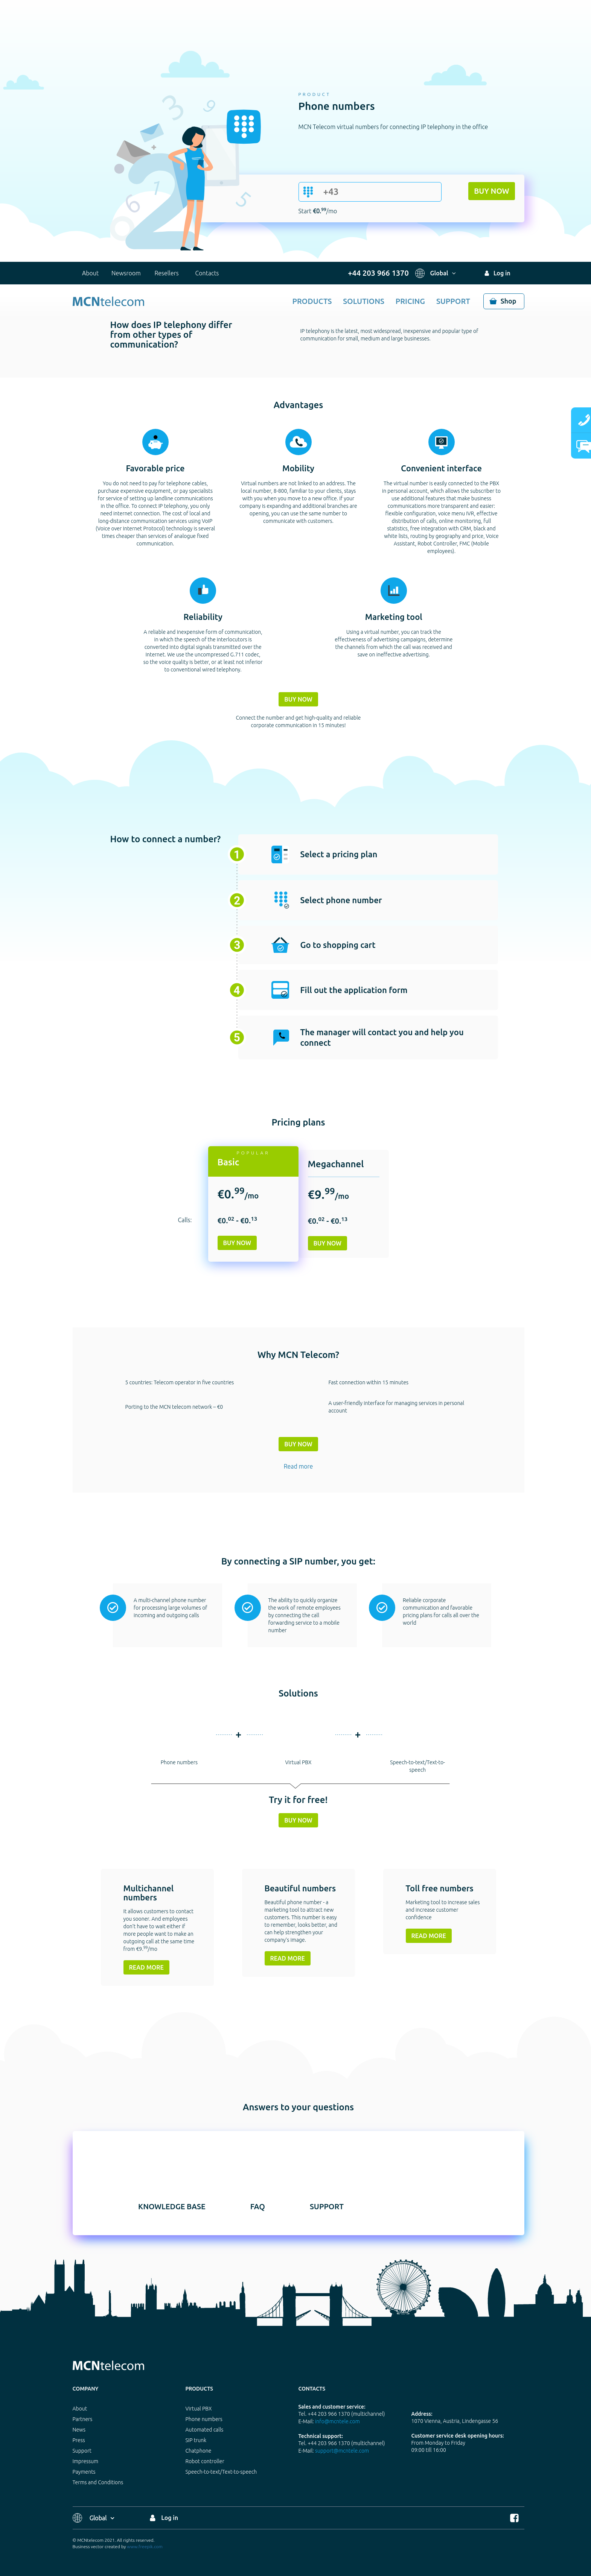 PRODUCT
Phone numbers
MCN Telecom virtual numbers for connecting IP telephony in the office
3
9
2
6
1
5
+43
BUY NOW
Start €0.99/mo
About
Newsroom
Resellers
Contacts
+44 203 966 1370
Global
Log in
MCNtelecom
PRODUCTS
SOLUTIONS
PRICING
SUPPORT
Shop
How does IP telephony differ
from other types of
communication?
IP telephony is the latest, most widespread, inexpensive and popular type of
communication for small, medium and large businesses.
Advantages
Favorable price
You do not need to pay for telephone cables,
purchase expensive equipment, or pay specialists
for service of setting up landline communications
in the office. To connect IP telephony, you only
need internet connection. The cost of local and
long-distance communication services using VoIP
(Voice over Internet Protocol) technology is several
times cheaper than services of analogue fixed
communication.
Mobility
Virtual numbers are not linked to an address. The
local number, 8-800, familiar to your clients, stays
with you when you move to a new office. If your
company is expanding and additional branches are
opening, you can use the same number to
communicate with customers.
Convenient interface
The virtual number is easily connected to the PBX
in personal account, which allows the subscriber to
use additional features that make business
communications more transparent and easier:
flexible configuration, voice menu IVR, effective
distribution of calls, online monitoring, full
statistics, free integration with CRM, black and
white lists, routing by geography and price, Voice
Assistant, Robot Controller, FMC (Mobile
employees).
Reliability
A reliable and inexpensive form of communication,
in which the speech of the interlocutors is
converted into digital signals transmitted over the
Internet. We use the uncompressed G.711 codec,
so the voice quality is better, or at least not inferior
to conventional wired telephony.
Marketing tool
Using a virtual number, you can track the
effectiveness of advertising campaigns, determine
the channels from which the call was received and
save on ineffective advertising.
BUY NOW
Connect the number and get high-quality and reliable
corporate communication in 15 minutes!
How to connect a number?
1
Select a pricing plan
2
Select phone number
3
Go to shopping cart
4
Fill out the application form
5
The manager will contact you and help you
connect
Pricing plans
POPULAR
Basic
Megachannel
€0.99/mo
€9.99/mo
Calls:
€0.02 - €0.13
€0.02 - €0.13
BUY NOW
BUY NOW
Why MCN Telecom?
5 countries: Telecom operator in five countries
Fast connection within 15 minutes
Porting to the MCN telecom network – €0
A user-friendly interface for managing services in personal
account
BUY NOW
Read more
By connecting a SIP number, you get:
A multi-channel phone number
for processing large volumes of
incoming and outgoing calls
The ability to quickly organize
the work of remote employees
by connecting the call
forwarding service to a mobile
number
Reliable corporate
communication and favorable
pricing plans for calls all over the
world
Solutions
+
+
Phone numbers
Virtual PBX
Speech-to-text/Text-to-
speech
Try it for free!
BUY NOW
Multichannel
numbers
It allows customers to contact
you sooner. And employees
don't have to wait either if
more people want to make an
outgoing call at the same time
from €9.99/mo
READ MORE
Beautiful numbers
Beautiful phone number - a
marketing tool to attract new
customers. This number is easy
to remember, looks better, and
can help strengthen your
company's image.
READ MORE
Toll free numbers
Marketing tool to increase sales
and increase customer
confidence
READ MORE
Answers to your questions
KNOWLEDGE BASE
FAQ
SUPPORT
MCNtelecom
COMPANY
About
Partners
News
Press
Support
Impressum
Payments
Terms and Conditions
PRODUCTS
Virtual PBX
Phone numbers
Automated calls
SIP trunk
Chatphone
Robot controller
Speech-to-text/Text-to-speech
CONTACTS
Sales and customer service:
Tel. +44 203 966 1370 (multichannel)
E-Mail: info@mcntele.com
Technical support:
Tel. +44 203 966 1370 (multichannel)
E-Mail: support@mcntele.com
Address:
1070 Vienna, Austria, Lindengasse 56
Customer service desk opening hours:
From Monday to Friday
09:00 till 16:00
Global
Log in
© MCNtelecom 2021. All rights reserved.
Business vector created by www.freepik.com